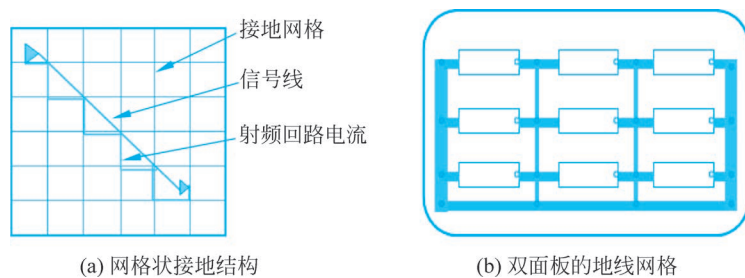 接地网格
信号线
射频回路电流
(a) 网格状接地结构
(b) 双面板的地线网格